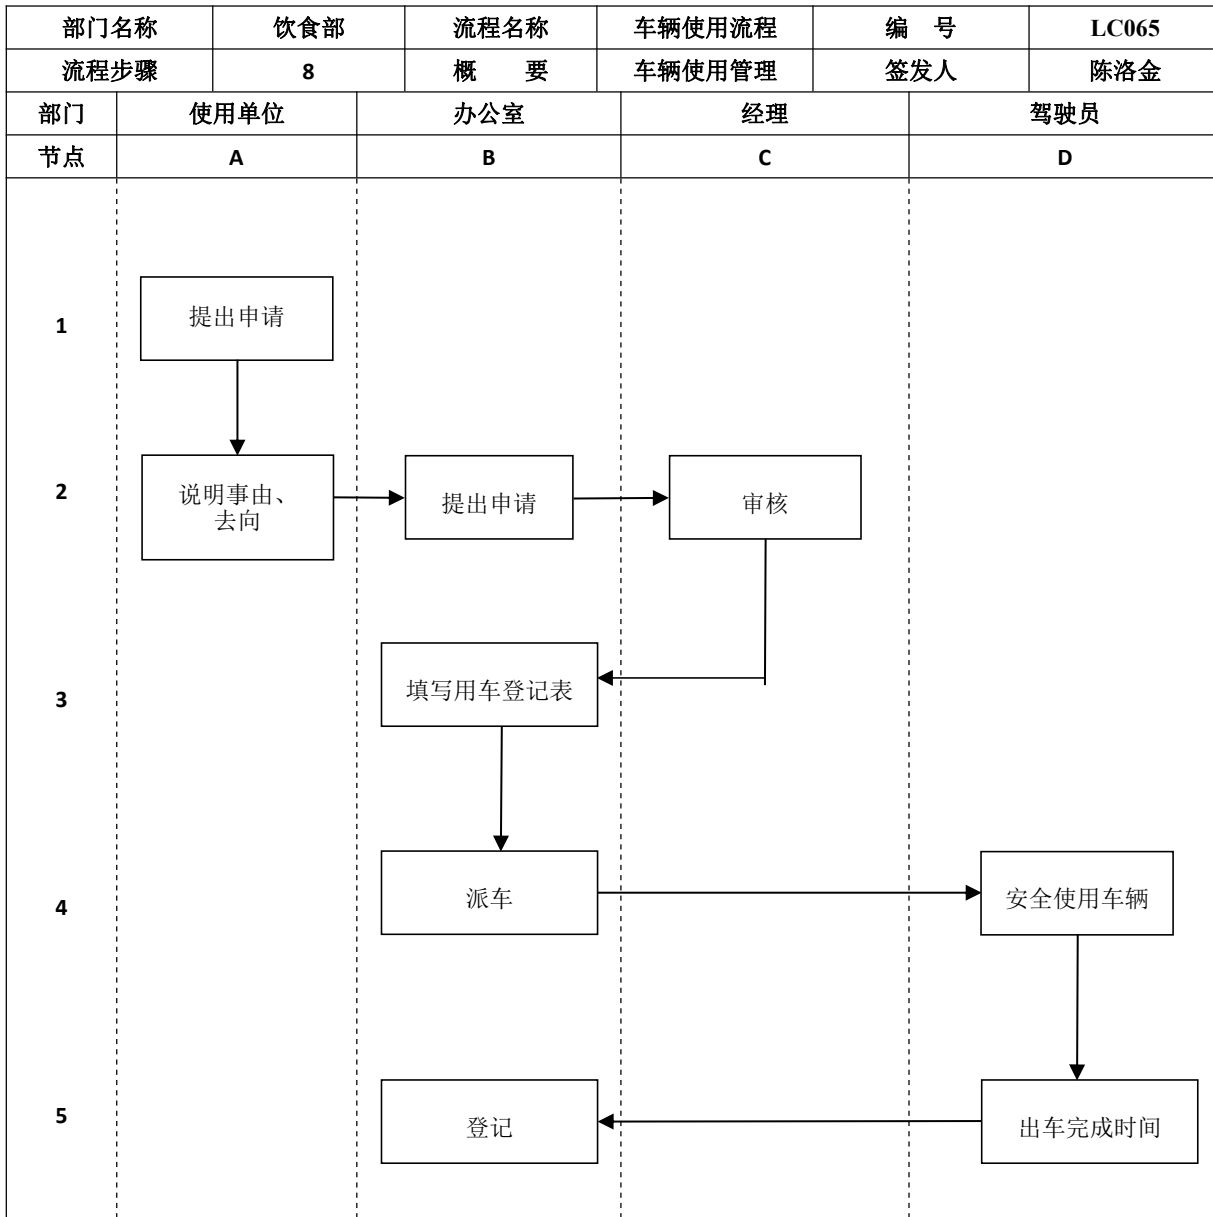 部门名称 饮食部 流程名称 车辆使用流程 编 号 LC065
流程步骤 8 概 要 车辆使用管理 签发人 陈洛金
部门 使用单位 办公室 经理 驾驶员
节点 A B C D
1 提出申请
2 说明事由、 提出申请 审核
去向
3 填写用车登记表
4 派车 安全使用车辆
5 登记 出车完成时间